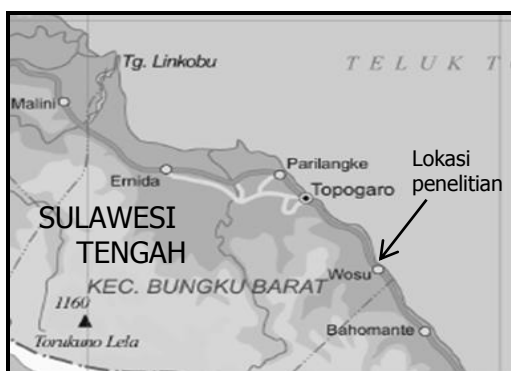 Tg. Linkobu
TELUK T
Malini
Emida
Parilangke
Topogaro
Lokasi
penelitian
SULAWESI
TENGAH
Wosu
KEC. BUNGKU BARAT
1160
Torukuno Lela
Bahomante